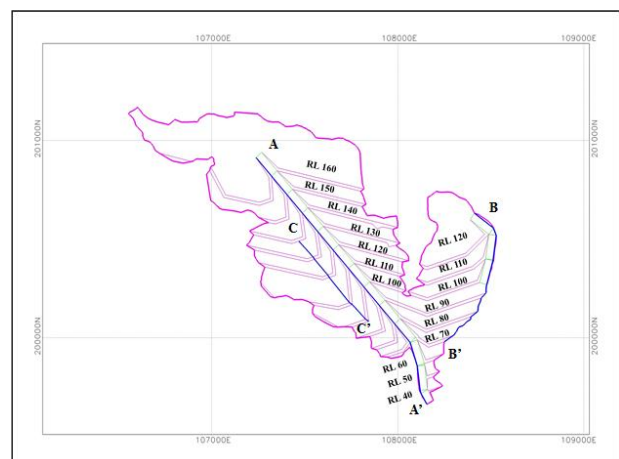 107000E 108000E 109000E
201000N 201000N
A
RL 160
RL 150
RL 140
RL 130
RL 120
RL 110
RL 100
C
B
RL 120
RL 110
RL 100
RL 90
RL 80
RL 70
C'
B'
200000N 200000N
RL 60
RL 50
RL 40
A'
107000E 108000E 109000E